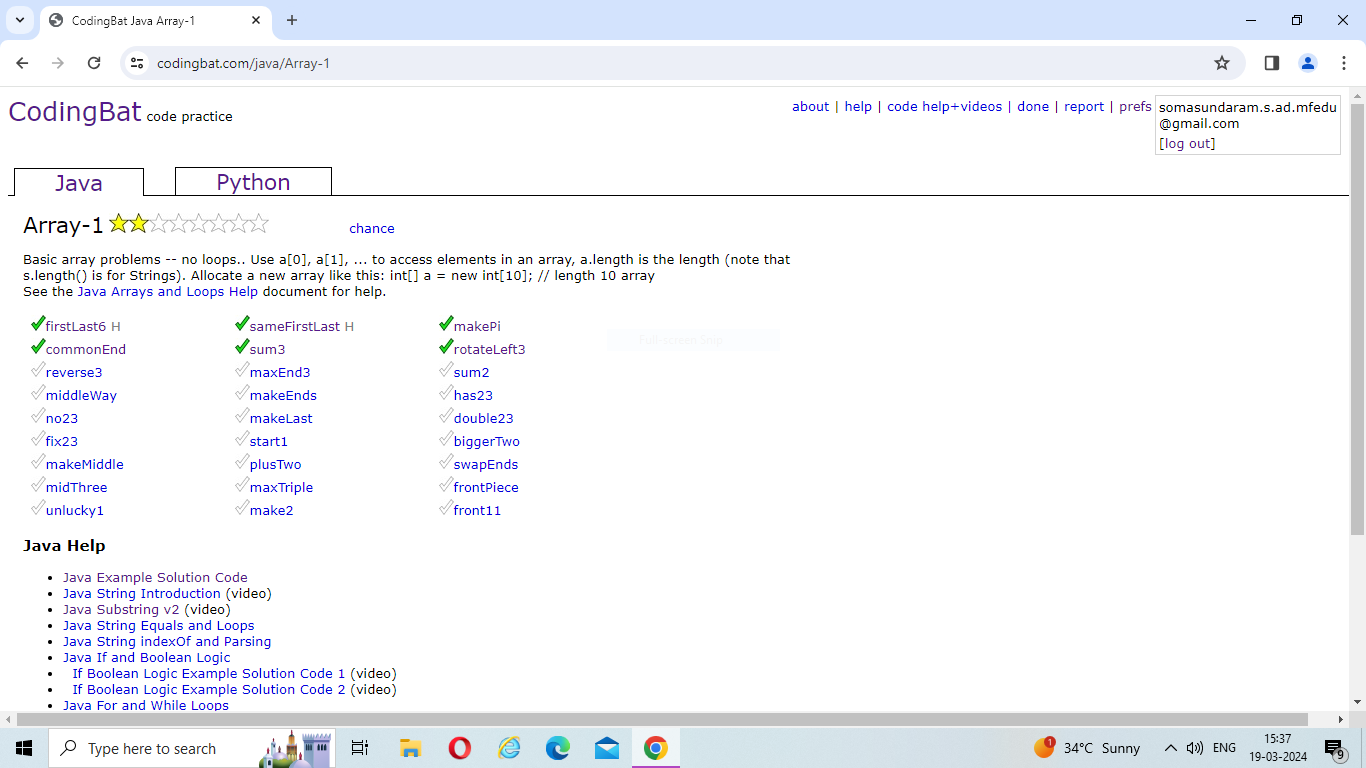 CodingBat Java Array-1
codingbat.com/java/Array-1
CodingBat code practice
about | help | code help+videos | done | report | prefs
somasundaram.s.ad.mfedu
@gmail.com
[log out]
Java
Python
Array-1
chance
Basic array problems -- no loops.. Use a[0], a[1], ... to access elements in an array, a.length is the length (note that
s.length() is for Strings). Allocate a new array like this: int[] a = new int[10]; // length 10 array
See the Java Arrays and Loops Help document for help.
firstLast6 H sameFirstLast H makePi
commonEnd sum3 rotateLeft3
reverse3 maxEnd3 sum2
middleWay makeEnds has23
no23 makeLast double23
fix23 start1 biggerTwo
makeMiddle plusTwo swapEnds
midThree maxTriple frontPiece
unlucky1 make2 front11
Full-screen Snip
Java Help
Java Example Solution Code
Java String Introduction (video)
Java Substring v2 (video)
Java String Equals and Loops
Java String indexOf and Parsing
Java If and Boolean Logic
If Boolean Logic Example Solution Code 1 (video)
If Boolean Logic Example Solution Code 2 (video)
Java For and While Loops
Type here to search
1
34°C Sunny
ENG
15:37
19-03-2024
9